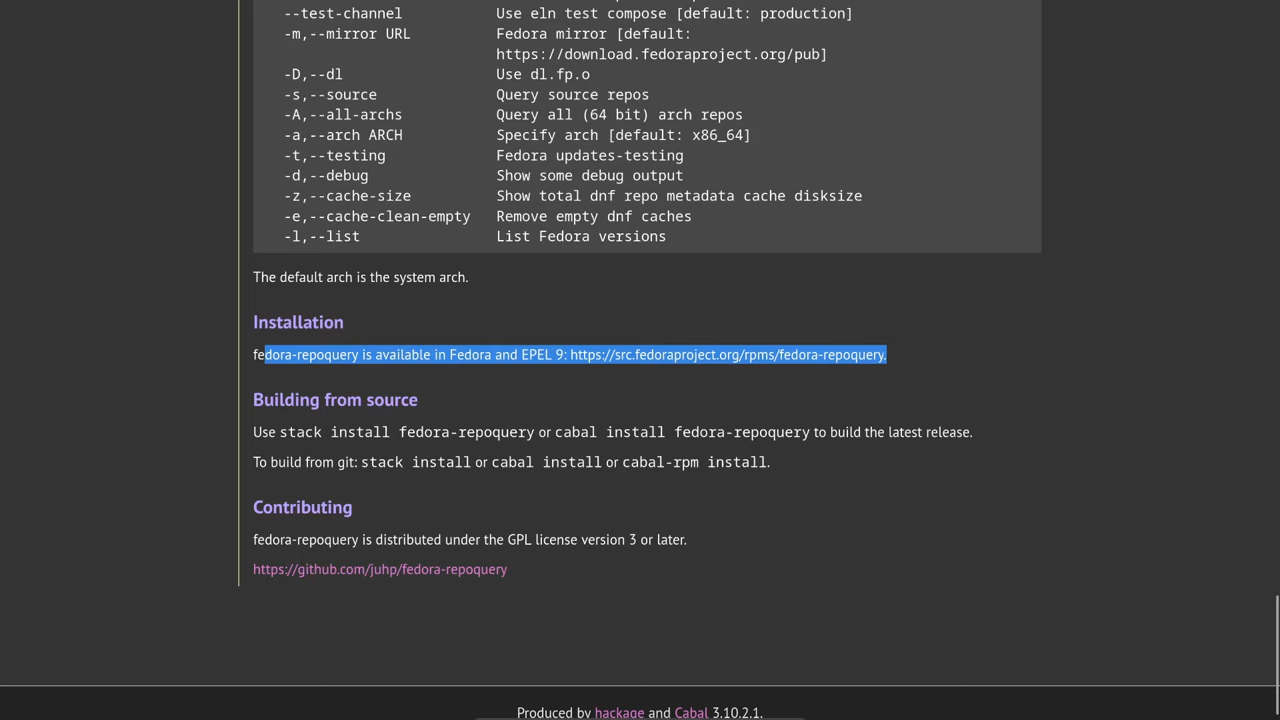 --test-channel Use eln test compose [default: production]
-m,--mirror URL Fedora mirror [default:
https://download.fedoraproject.org/pub]
-D,--dl Use dl.fp.o
-s,--source Query source repos
-A,--all-archs Query all (64 bit) arch repos
-a,--arch ARCH Specify arch [default: x86_64]
-t,--testing Fedora updates-testing
-d,--debug Show some debug output
-z,--cache-size Show total dnf repo metadata cache disksize
-e,--cache-clean-empty Remove empty dnf caches
-l,--list List Fedora versions
The default arch is the system arch.
Installation
fedora-repoquery is available in Fedora and EPEL 9: https://src.fedoraproject.org/rpms/fedora-repoquery.
Building from source
Use stack install fedora-repoquery or cabal install fedora-repoquery to build the latest release.
To build from git: stack install or cabal install or cabal-rpm install.
Contributing
fedora-repoquery is distributed under the GPL license version 3 or later.
https://github.com/juhp/fedora-repoquery
Produced by hackage and Cabal 3.10.2.1.